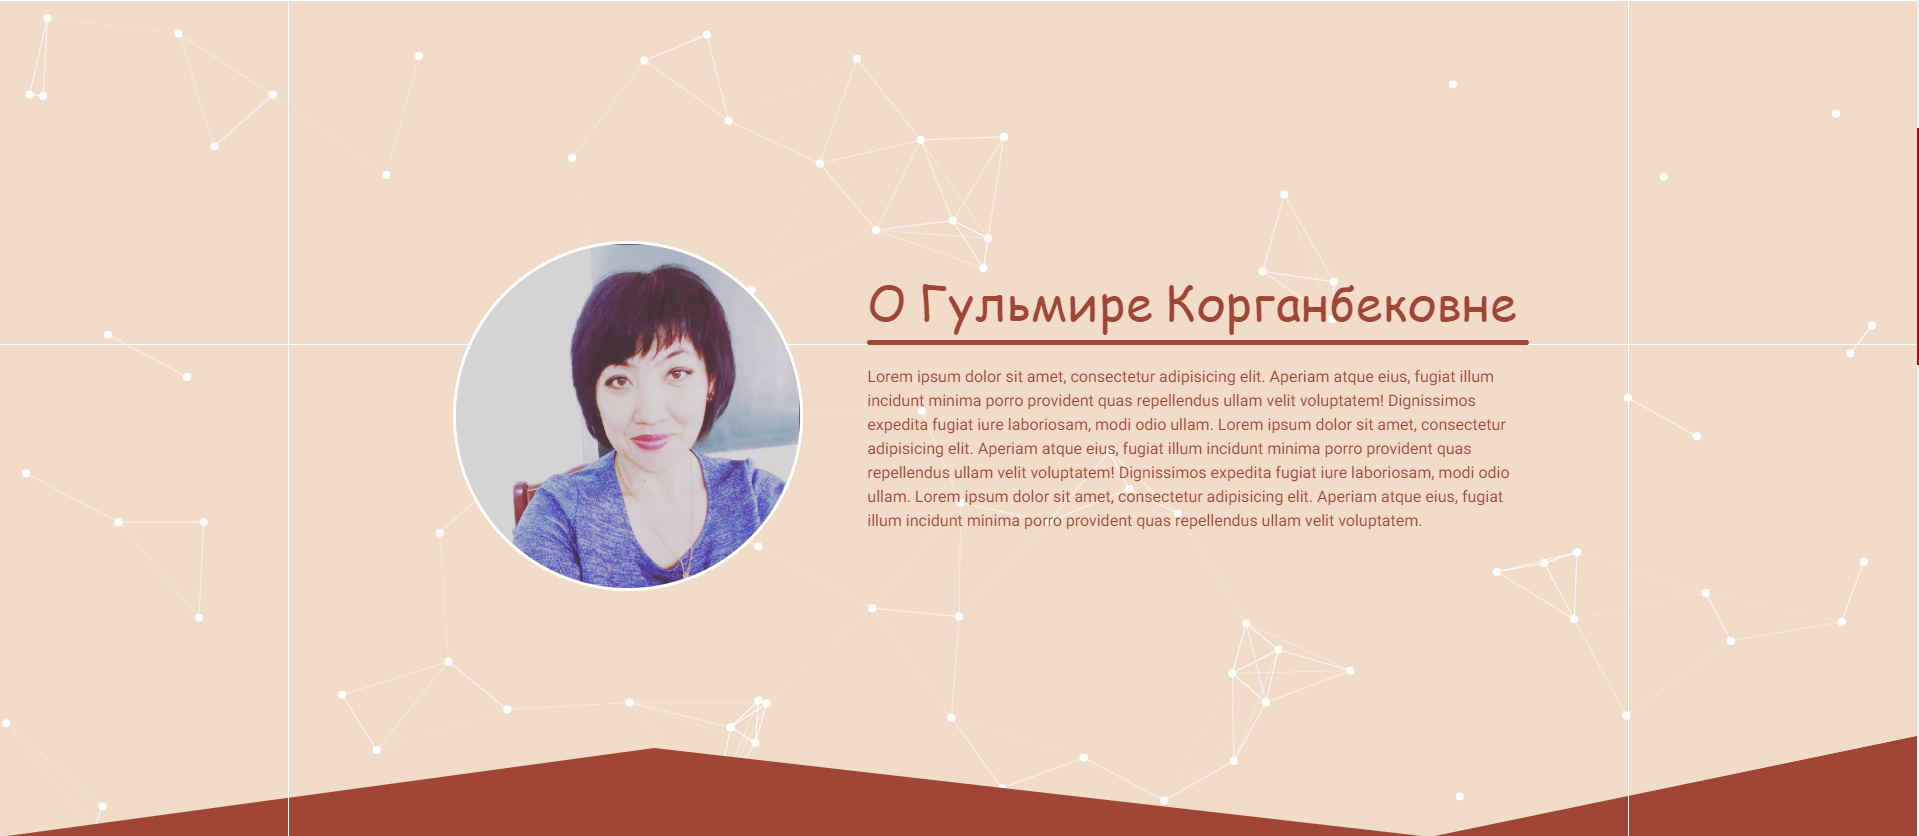 О Гульмире Корганбековне
Lorem ipsum dolor sit amet, consectetur adipisicing elit. Aperiam atque eius, fugiat illum
incidunt minima porro provident quas repellendus ullam velit voluptatem! Dignissimos
expedita fugiat iure laboriosam, modi odio ullam. Lorem ipsum dolor sit amet, consectetur
adipisicing elit. Aperiam atque eius, fugiat illum incidunt minima porro provident quas
repellendus ullam velit voluptatem! Dignissimos expedita fugiat iure laboriosam, modi odio
ullam. Lorem ipsum dolor sit amet, consectetur adipisicing elit. Aperiam atque eius, fugiat
illum incidunt minima porro provident quas repellendus ullam velit voluptatem.